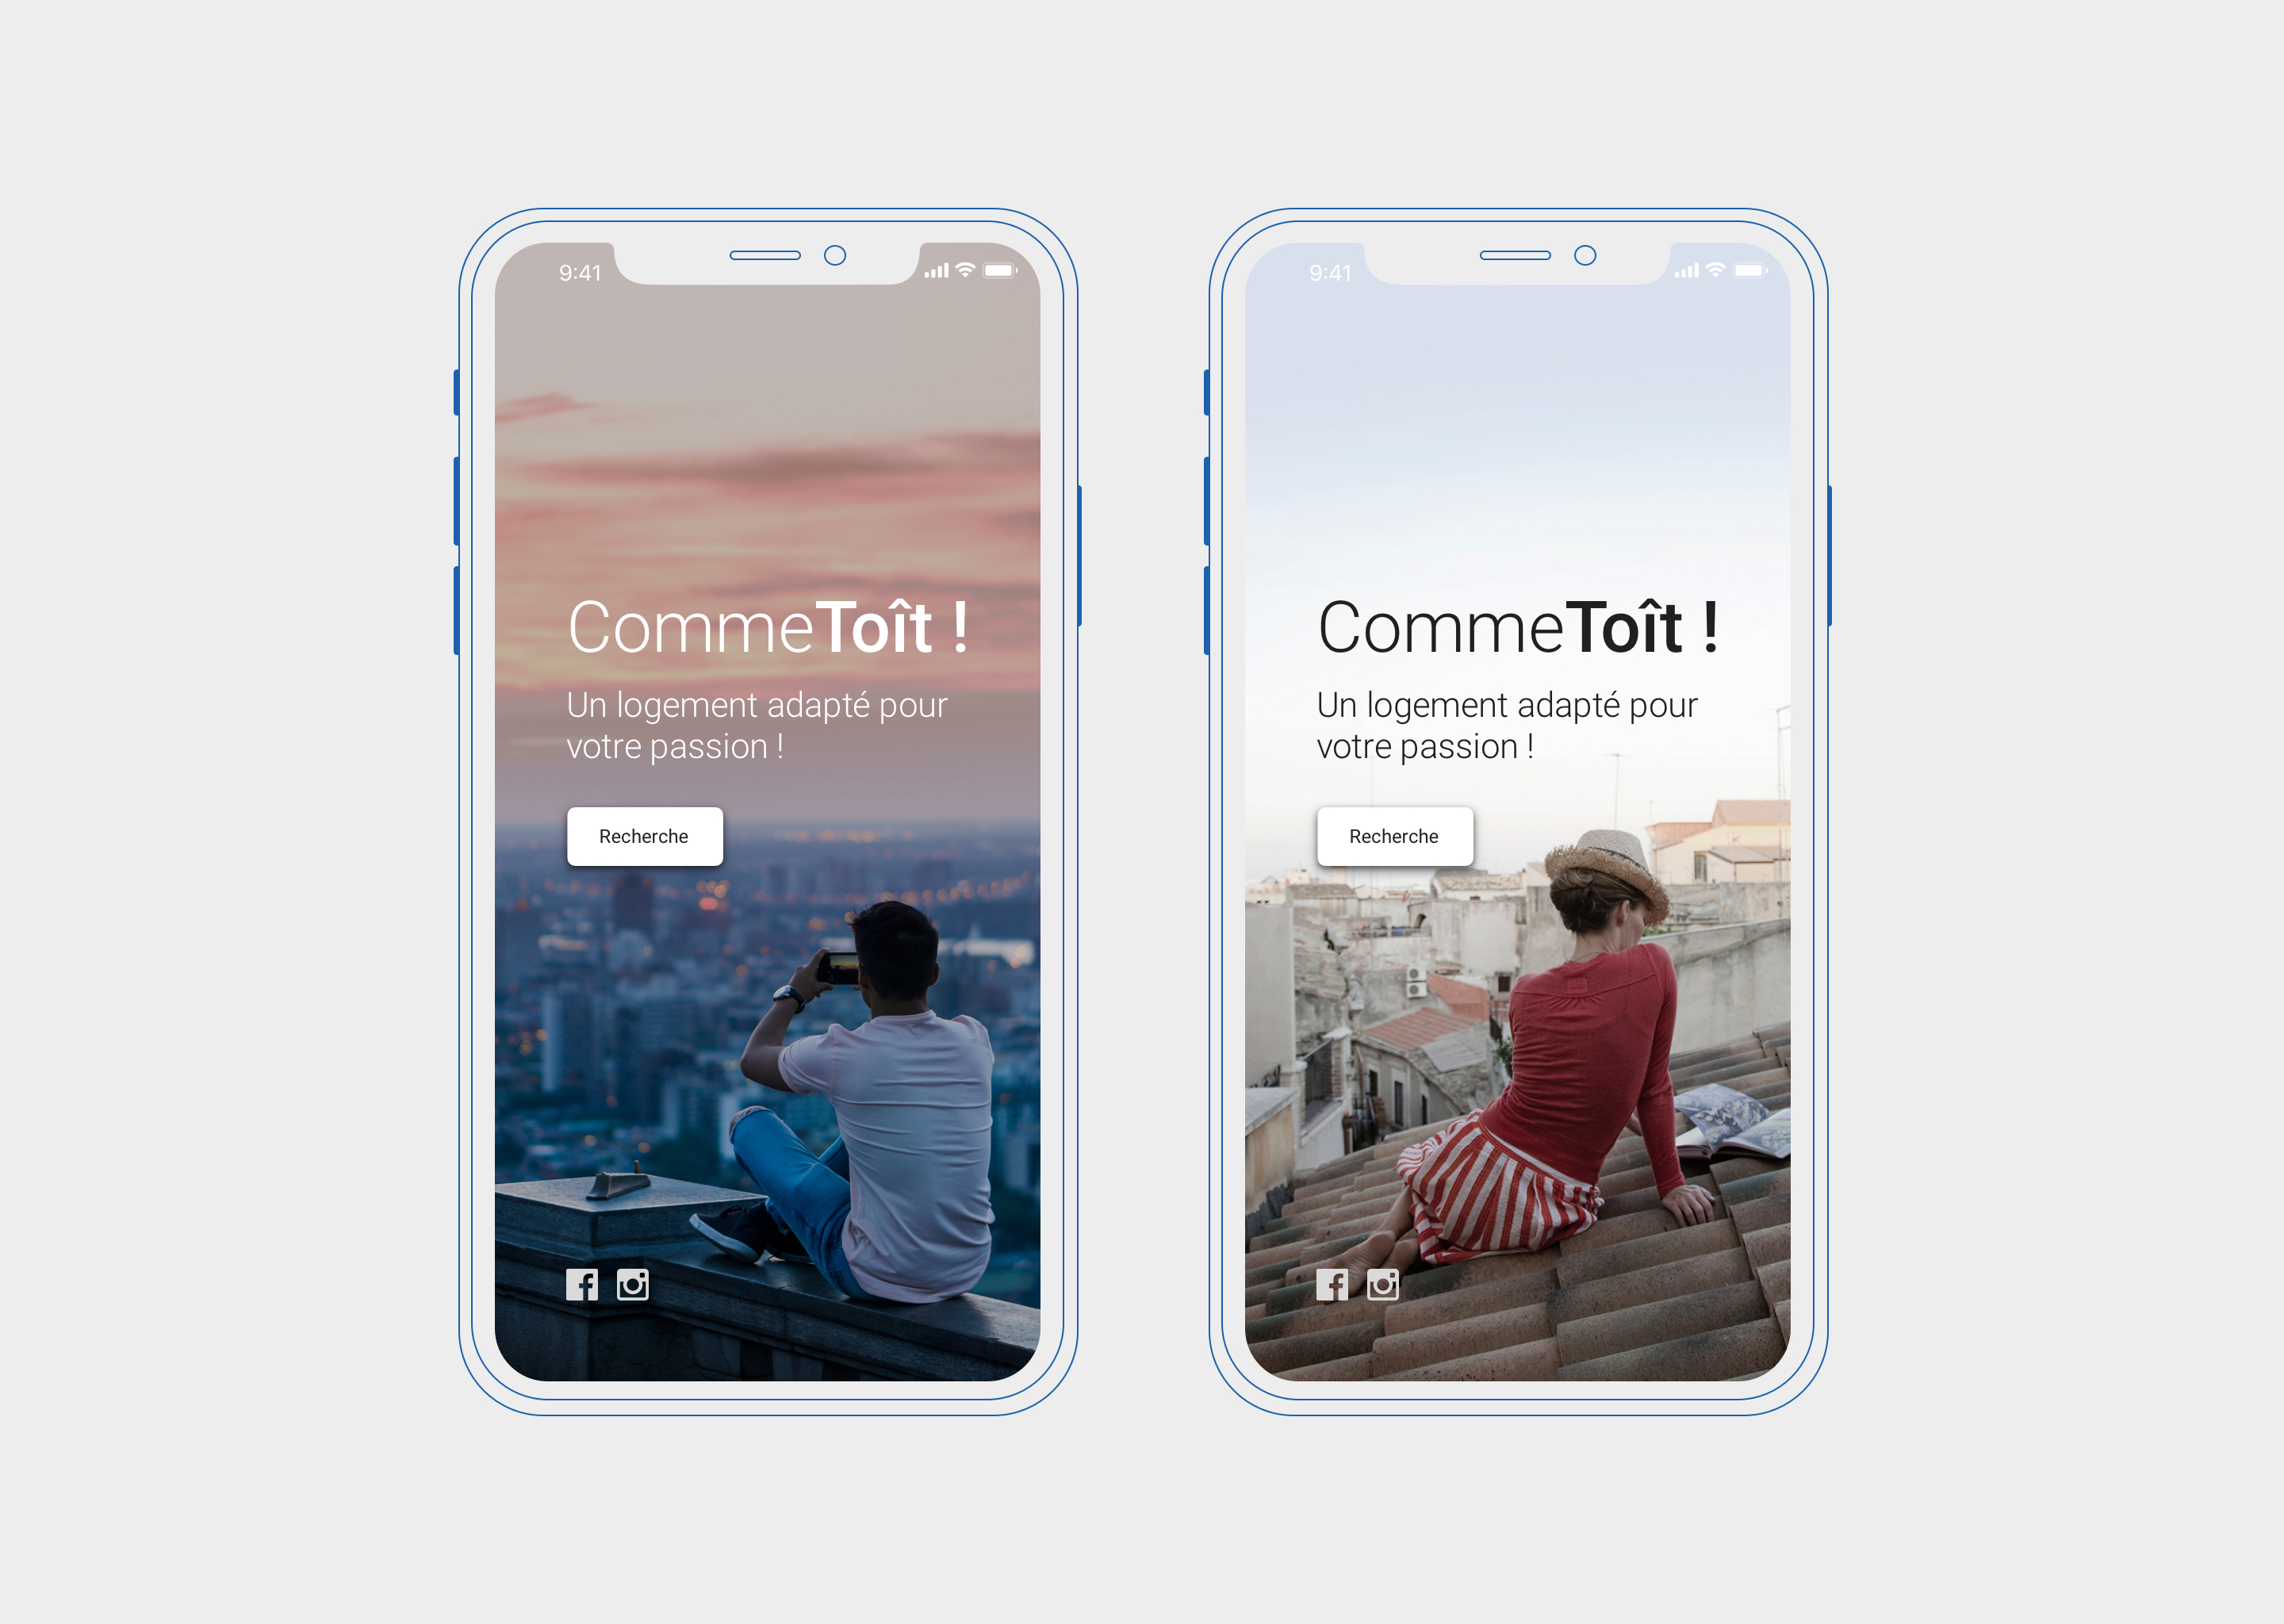 9:41
CommeToît !
Un logement adapté pour
votre passion !
Recherche
9:41
CommeToît !
Un logement adapté pour
votre passion !
Recherche